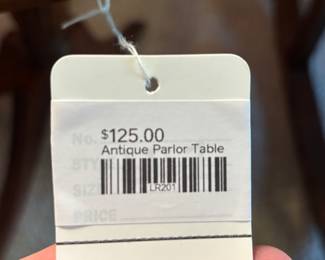 $125.00
Antique Parlor Table
LR201
No.
STY
SIZ
PRICE